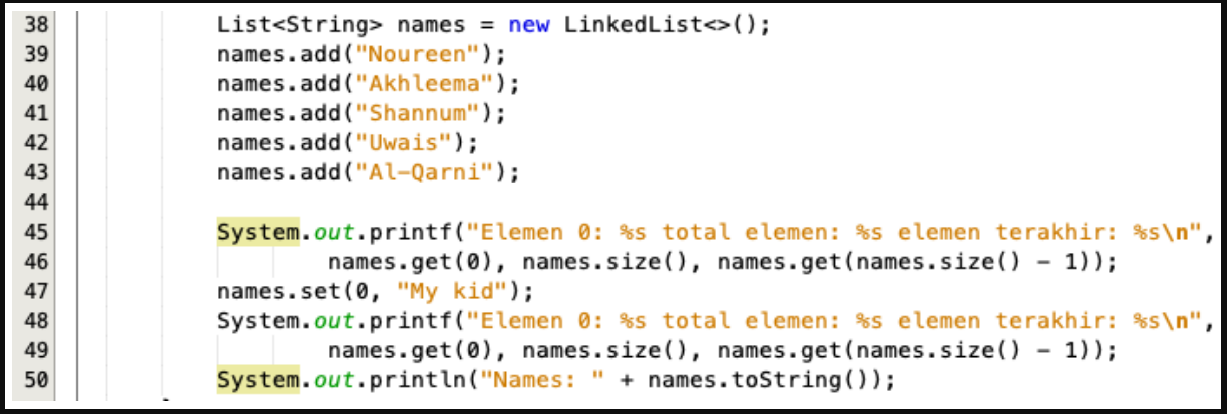 38 List<String> names = new LinkedList<>();
39 names.add("Noureen");
40 names.add("Akhleema");
41 names.add("Shannum");
42 names.add("Uwais");
43 names.add("Al-Qarni");
44
45 System.out.printf("Elemen 0: %s total elemen: %s elemen terakhir: %s\n",
46 names.get(0), names.size(), names.get(names.size() - 1));
47 names.set(0, "My kid");
48 System.out.printf("Elemen 0: %s total elemen: %s elemen terakhir: %s\n",
49 names.get(0), names.size(), names.get(names.size() - 1));
50 System.out.println("Names: " + names.toString());